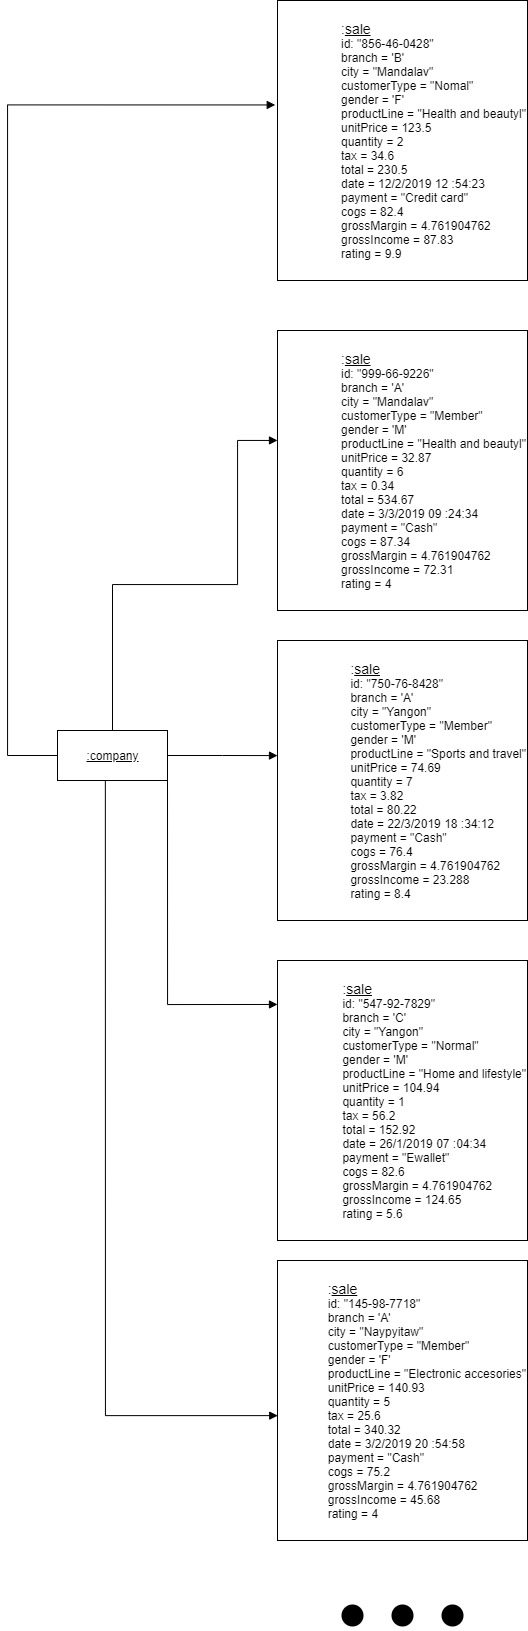 :sale
id: "856-46-0428"
branch = 'B'
city = "Mandalav"
customerType = "Nomal"
gender = 'F'
productLine = "Health and beautyl"
unitPrice = 123.5
quantity = 2
tax = 34.6
total = 230.5
date = 12/2/2019 12 :54:23
payment = "Credit card"
cogs = 82.4
grossMargin = 4.761904762
grossIncome = 87.83
rating = 9.9
:sale
id: "999-66-9226"
branch = 'A'
city = "Mandalav"
customerType = "Member"
gender = 'M'
productLine = "Health and beautyl"
unitPrice = 32.87
quantity = 6
tax = 0.34
total = 534.67
date = 3/3/2019 09 :24:34
payment = "Cash"
cogs = 87.34
grossMargin = 4.761904762
grossIncome = 72.31
rating = 4
:sale
id: "750-76-8428"
branch = 'A'
city = "Yangon"
customerType = "Member"
gender = 'M'
productLine = "Sports and travel"
unitPrice = 74.69
quantity = 7
tax = 3.82
total = 80.22
date = 22/3/2019 18 :34:12
payment = "Cash"
cogs = 76.4
grossMargin = 4.761904762
grossIncome = 23.288
rating = 8.4
:company
:sale
id: "547-92-7829"
branch = 'C'
city = "Yangon"
customerType = "Normal"
gender = 'M'
productLine = "Home and lifestyle"
unitPrice = 104.94
quantity = 1
tax = 56.2
total = 152.92
date = 26/1/2019 07 :04:34
payment = "Ewallet"
cogs = 82.6
grossMargin = 4.761904762
grossIncome = 124.65
rating = 5.6
:sale
id: "145-98-7718"
branch = 'A'
city = "Naypyitaw"
customerType = "Member"
gender = 'F'
productLine = "Electronic accesories"
unitPrice = 140.93
quantity = 5
tax = 25.6
total = 340.32
date = 3/2/2019 20 :54:58
payment = "Cash"
cogs = 75.2
grossMargin = 4.761904762
grossIncome = 45.68
rating = 4